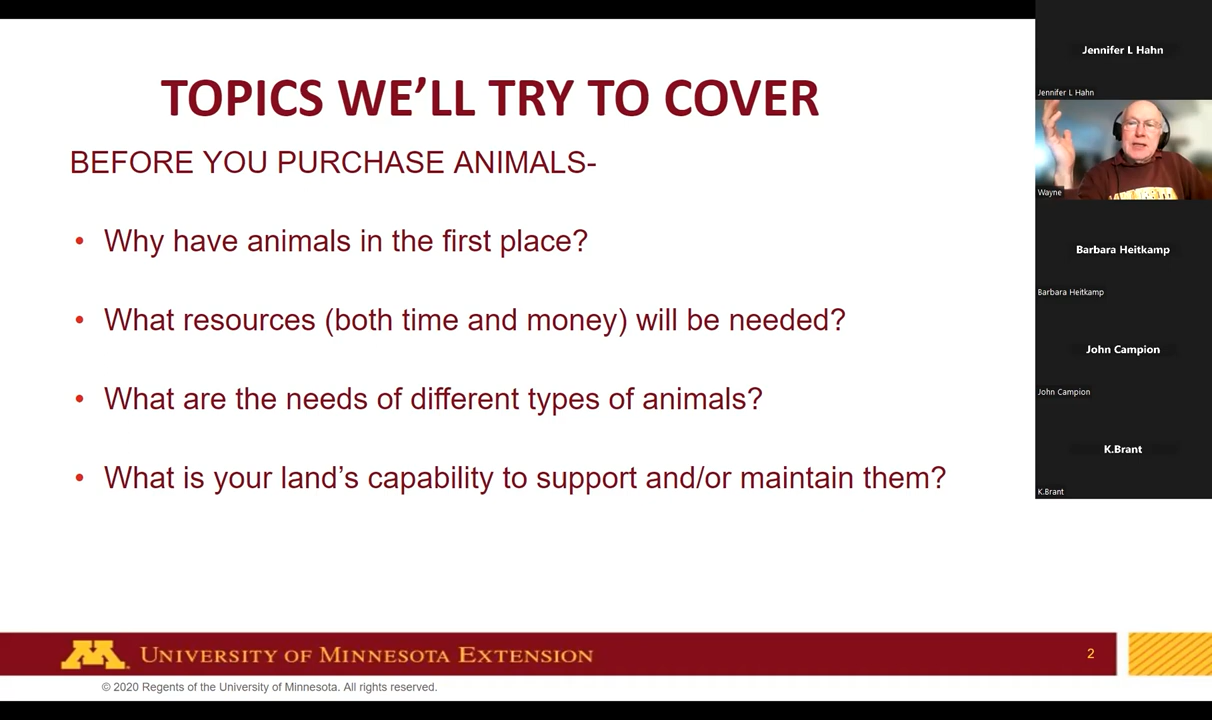 TOPICS WE’LL TRY TO COVER
BEFORE YOU PURCHASE ANIMALS-
• Why have animals in the first place?
• What resources (both time and money) will be needed?
• What are the needs of different types of animals?
• What is your land’s capability to support and/or maintain them?
M
UNIVERSITY OF MINNESOTA EXTENSION
2
© 2020 Regents of the University of Minnesota. All rights reserved.
Jennifer L Hahn
Jennifer L Hahn
Wayne
Barbara Heitkamp
Barbara Heitkamp
John Campion
John Campion
K.Brant
K.Brant